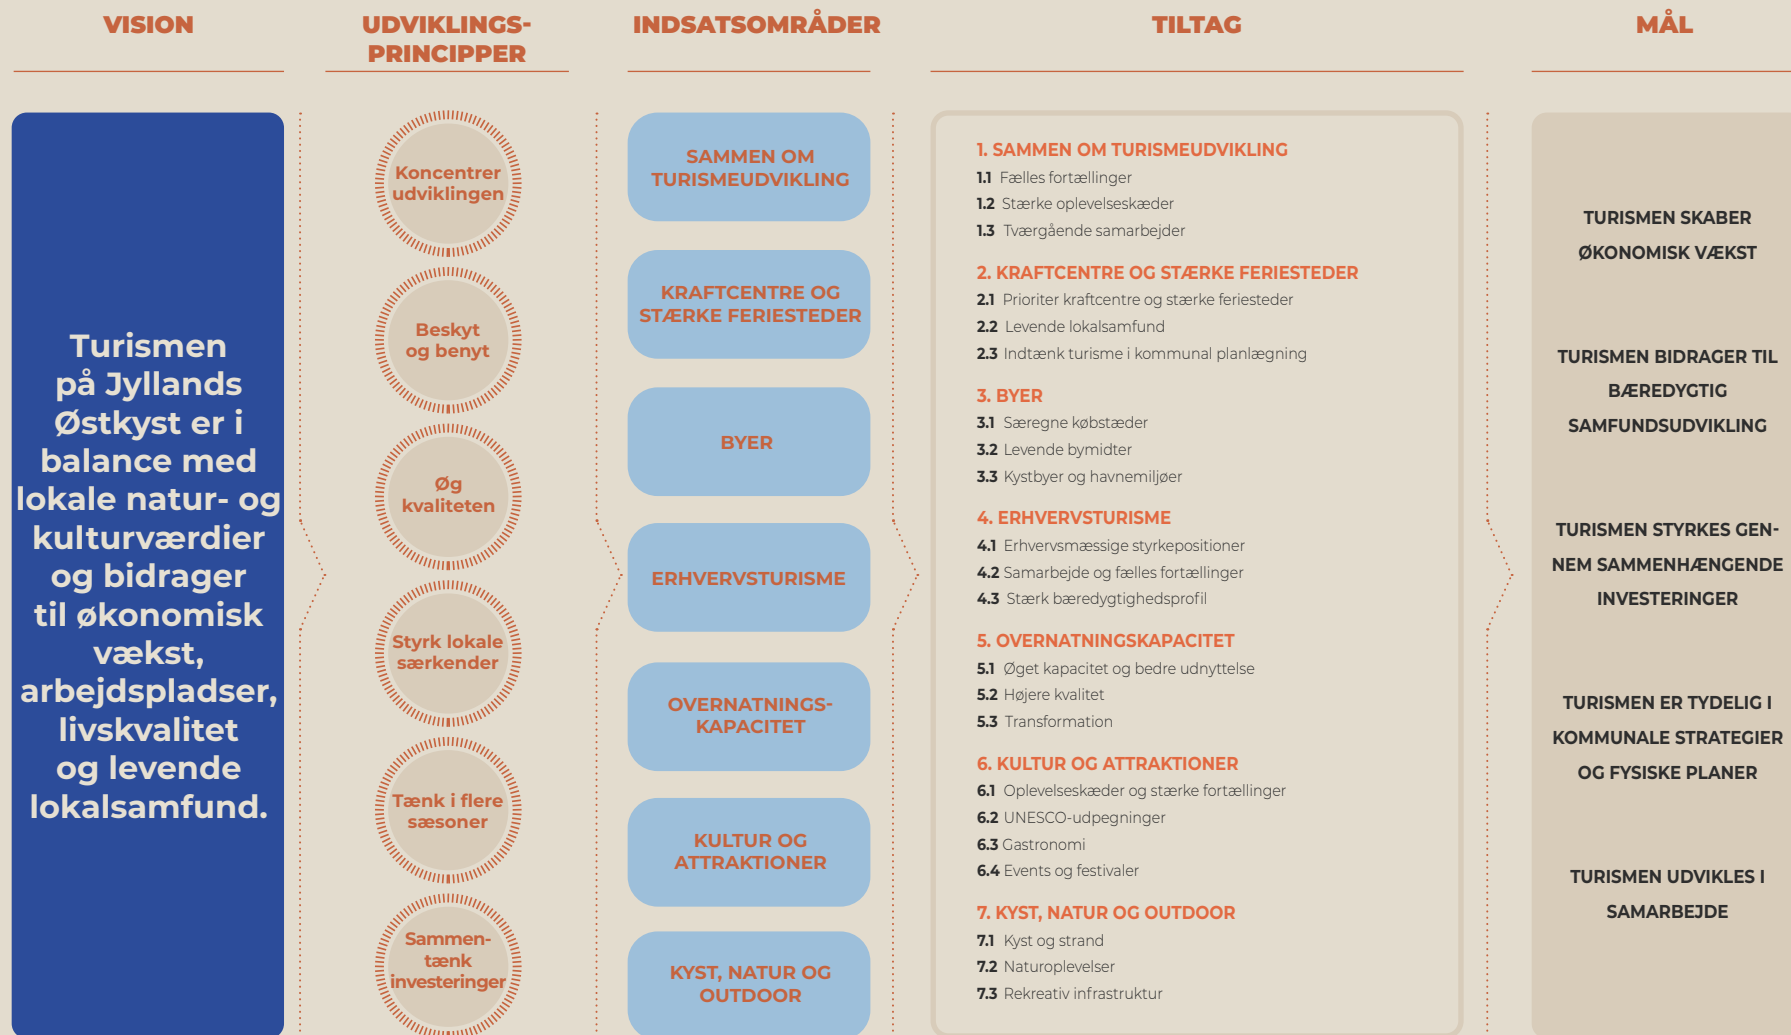 VISION
Turismen
på Jyllands
Østkyst er i
balance med
lokale natur- og
kulturværdier
og bidrager
til økonomisk
vækst,
arbejdspladser,
livskvalitet
og levende
lokalsamfund.
UDVIKLINGS-
PRINCIPPER
Koncentrer
udviklingen
Beskyt
og benyt
Øg
kvaliteten
Styrk lokale
særkender
Tænk i flere
sæsoner
Sammen-
tænk
investeringer
INDSATSOMRÅDER
SAMMEN OM
TURISMEUDVIKLING
KRAFTCENTRE OG
STÆRKE FERIESTEDER
BYER
ERHVERVSTURISME
OVERNATNINGS-
KAPACITET
KULTUR OG
ATTRAKTIONER
KYST, NATUR OG
OUTDOOR
TILTAG
1. SAMMEN OM TURISMEUDVIKLING
1.1 Fælles fortællinger
1.2 Stærke oplevelseskæder
1.3 Tværgående samarbejder
2. KRAFTCENTRE OG STÆRKE FERIESTEDER
2.1 Prioriter kraftcentre og stærke feriesteder
2.2 Levende lokalsamfund
2.3 Indtænk turisme i kommunal planlægning
3. BYER
3.1 Særegne købstæder
3.2 Levende bymidter
3.3 Kystbyer og havnemiljøer
4. ERHVERVSTURISME
4.1 Erhvervsmæssige styrkepositioner
4.2 Samarbejde og fælles fortællinger
4.3 Stærk bæredygtighedsprofil
5. OVERNATNINGSKAPACITET
5.1 Øget kapacitet og bedre udnyttelse
5.2 Højere kvalitet
5.3 Transformation
6. KULTUR OG ATTRAKTIONER
6.1 Oplevelseskæder og stærke fortællinger
6.2 UNESCO-udpegninger
6.3 Gastronomi
6.4 Events og festivaler
7. KYST, NATUR OG OUTDOOR
7.1 Kyst og strand
7.2 Naturoplevelser
7.3 Rekreativ infrastruktur
MÅL
TURISMEN SKABER
ØKONOMISK VÆKST
TURISMEN BIDRAGER TIL
BÆREDYGTIG
SAMFUNDSUDVIKLING
TURISMEN STYRKES GEN-
NEM SAMMENHÆNGENDE
INVESTERINGER
TURISMEN ER TYDELIG I
KOMMUNALE STRATEGIER
OG FYSISKE PLANER
TURISMEN UDVIKLES I
SAMARBEJDE